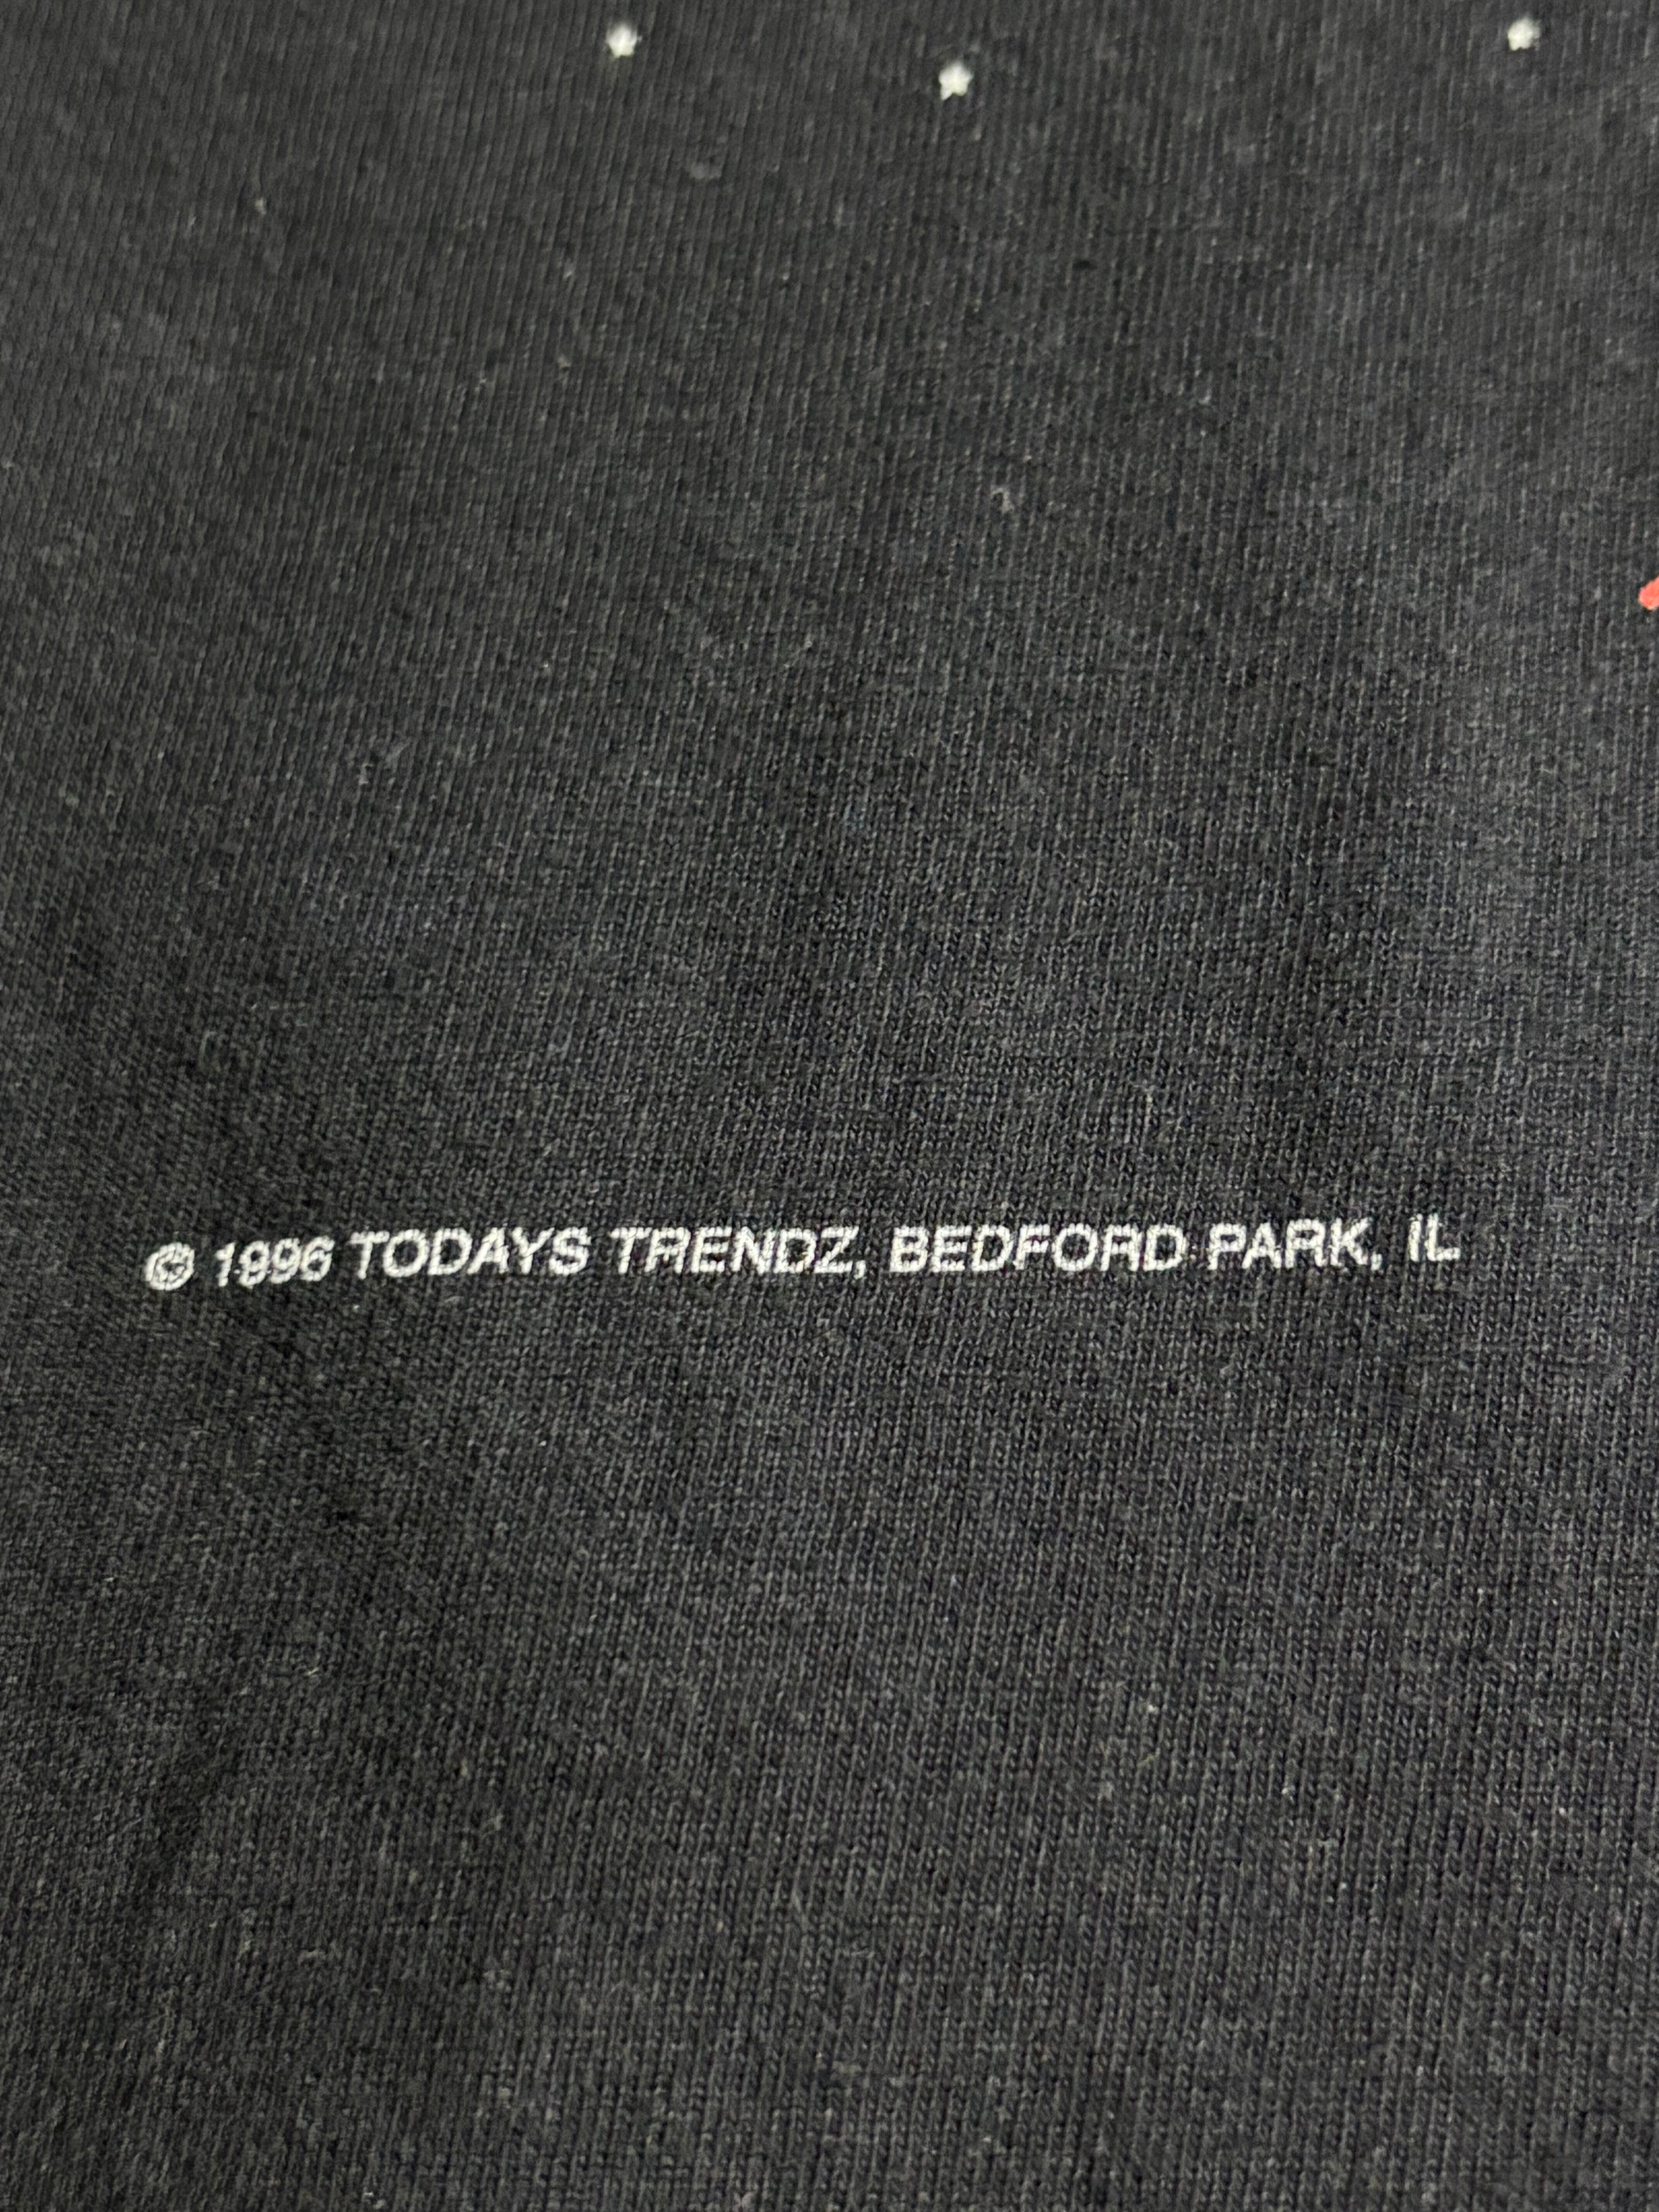 © 1996 TODAYS TRENDZ, BEDFORD PARK, IL